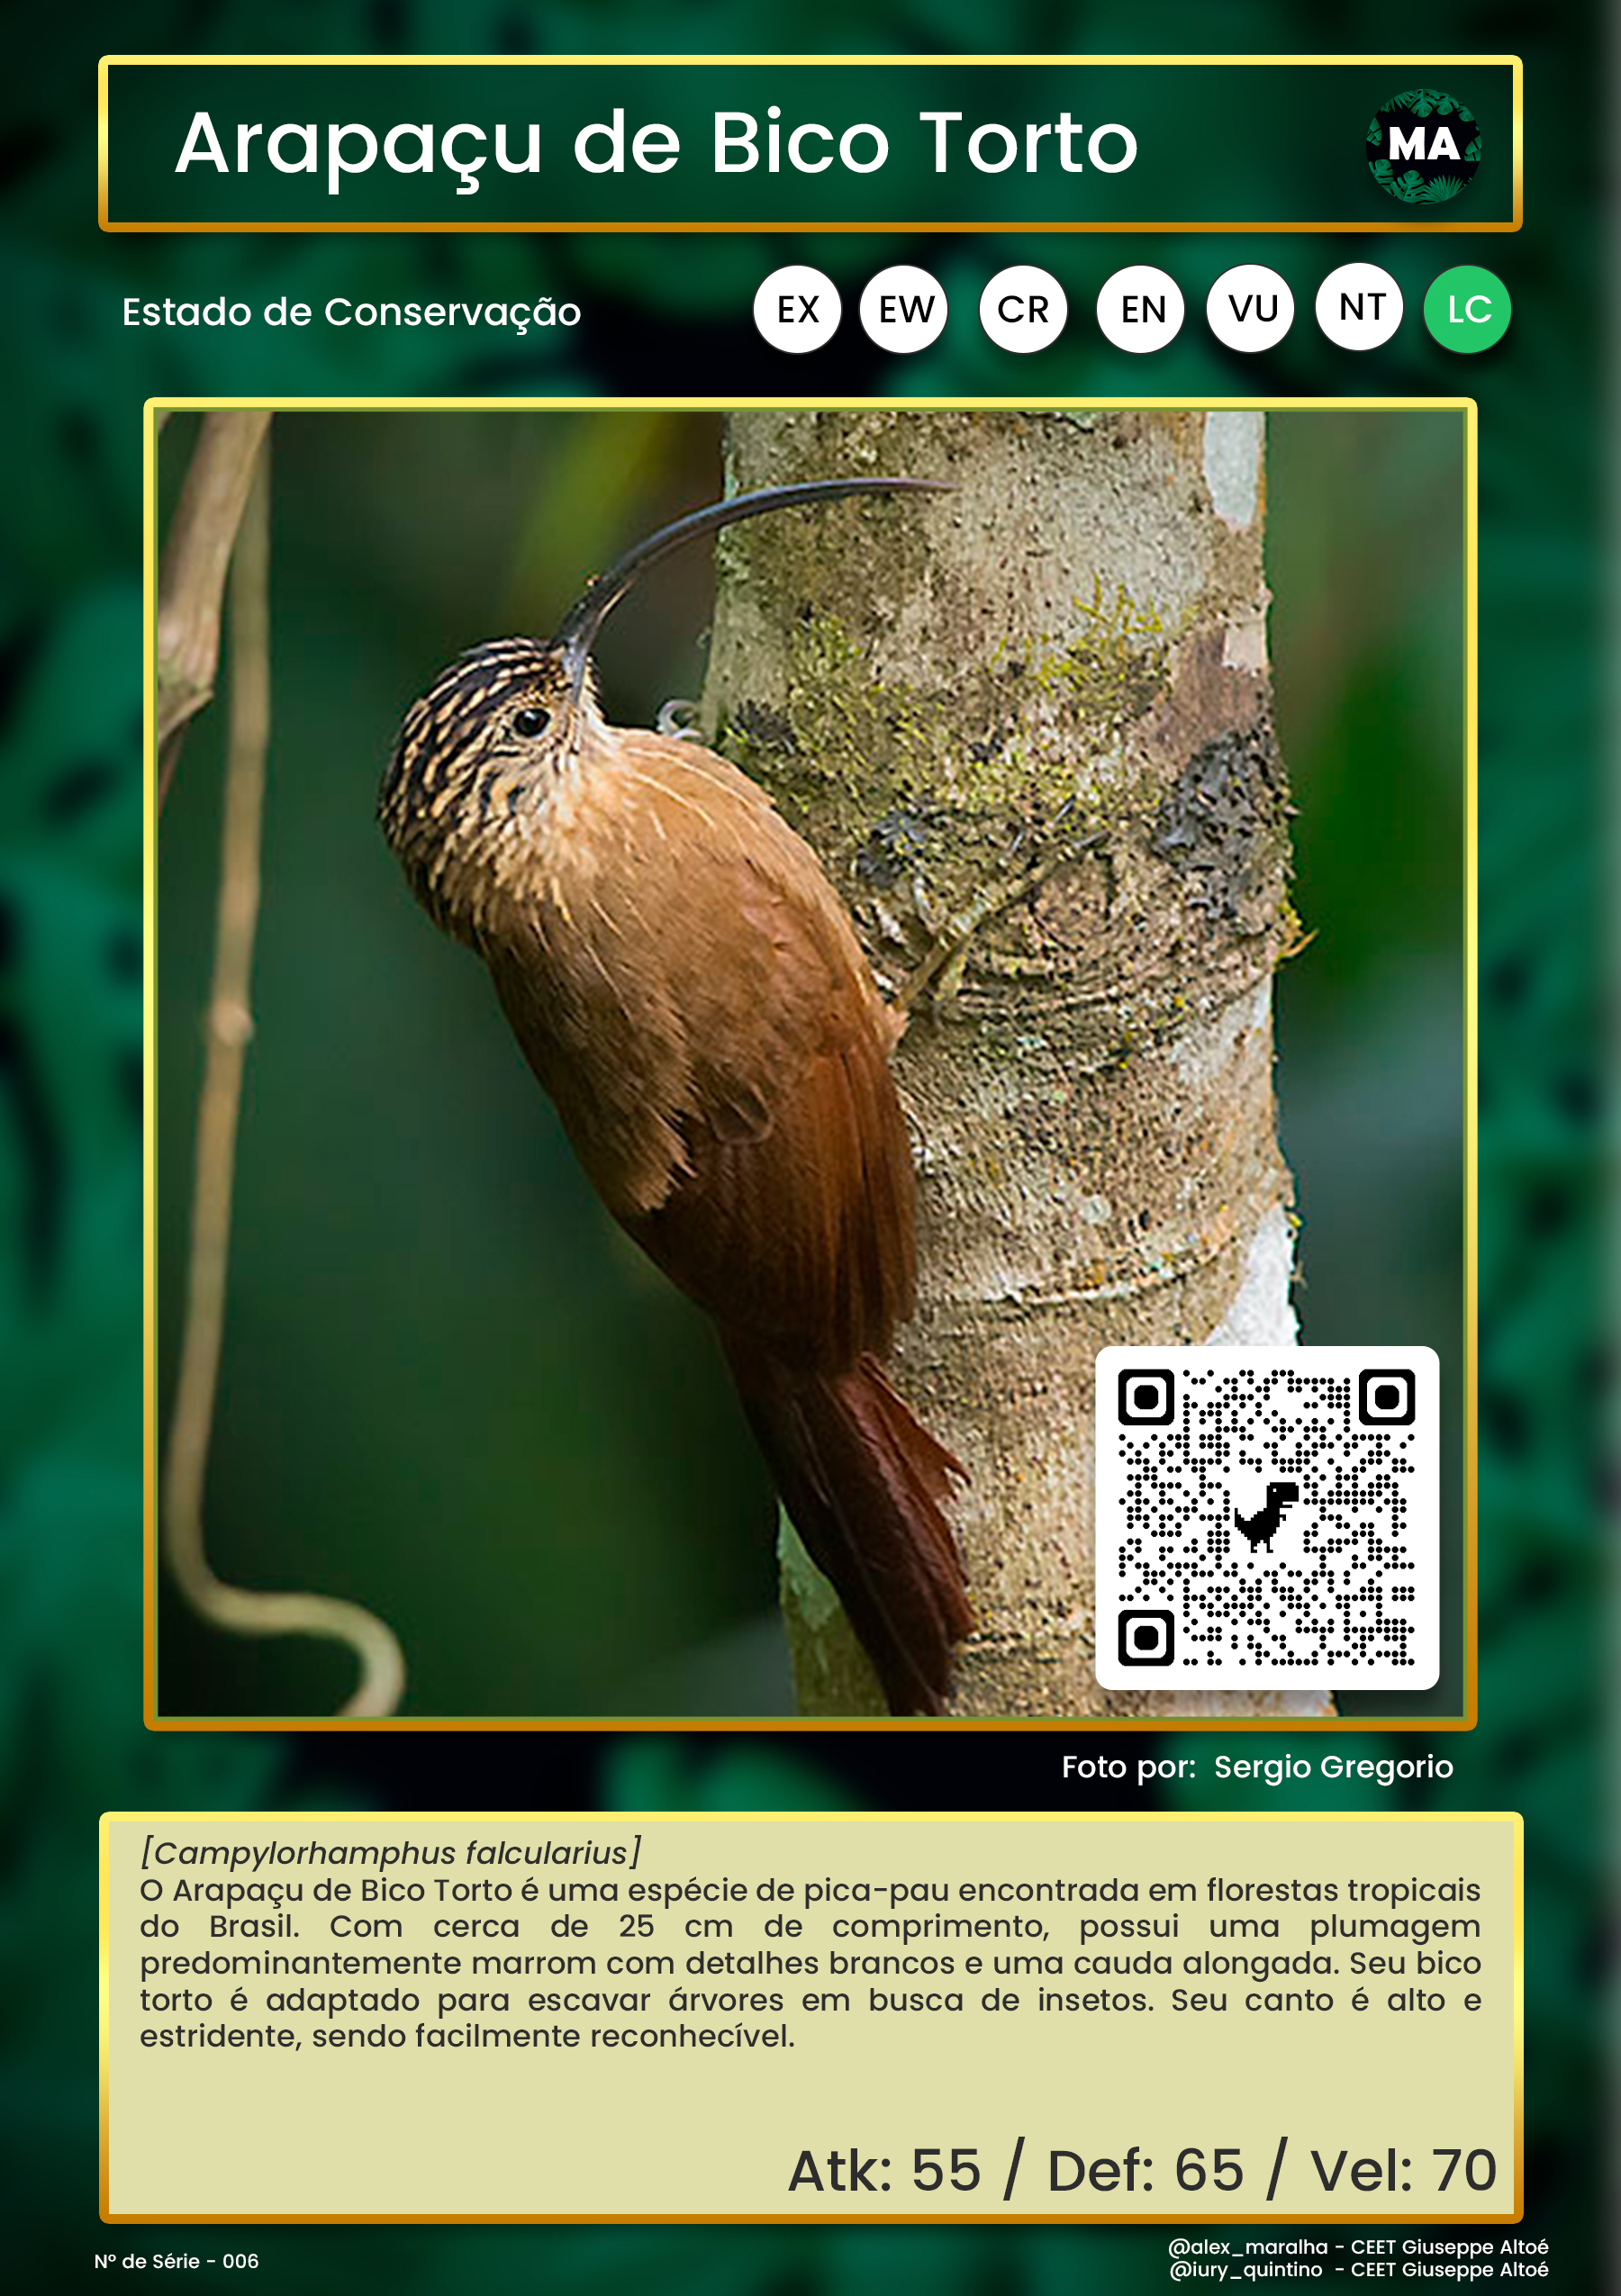 Arapaçu de Bico Torto
MA
Estado de Conservação
EX EW CR EN VU NT LC
Foto por: Sergio Gregorio
[Campylorhamphus falcularius]
O Arapaçu de Bico Torto é uma espécie de pica-pau encontrada em florestas tropicais
do Brasil. Com cerca de 25 cm de comprimento, possui uma plumagem
predominantemente marrom com detalhes brancos e uma cauda alongada. Seu bico
torto é adaptado para escavar árvores em busca de insetos. Seu canto é alto e
estridente, sendo facilmente reconhecível.
Atk: 55 / Def: 65 / Vel: 70
Nº de Série - 006
@alex_maralha - CEET Giuseppe Altoé
@iury_quintino - CEET Giuseppe Altoé